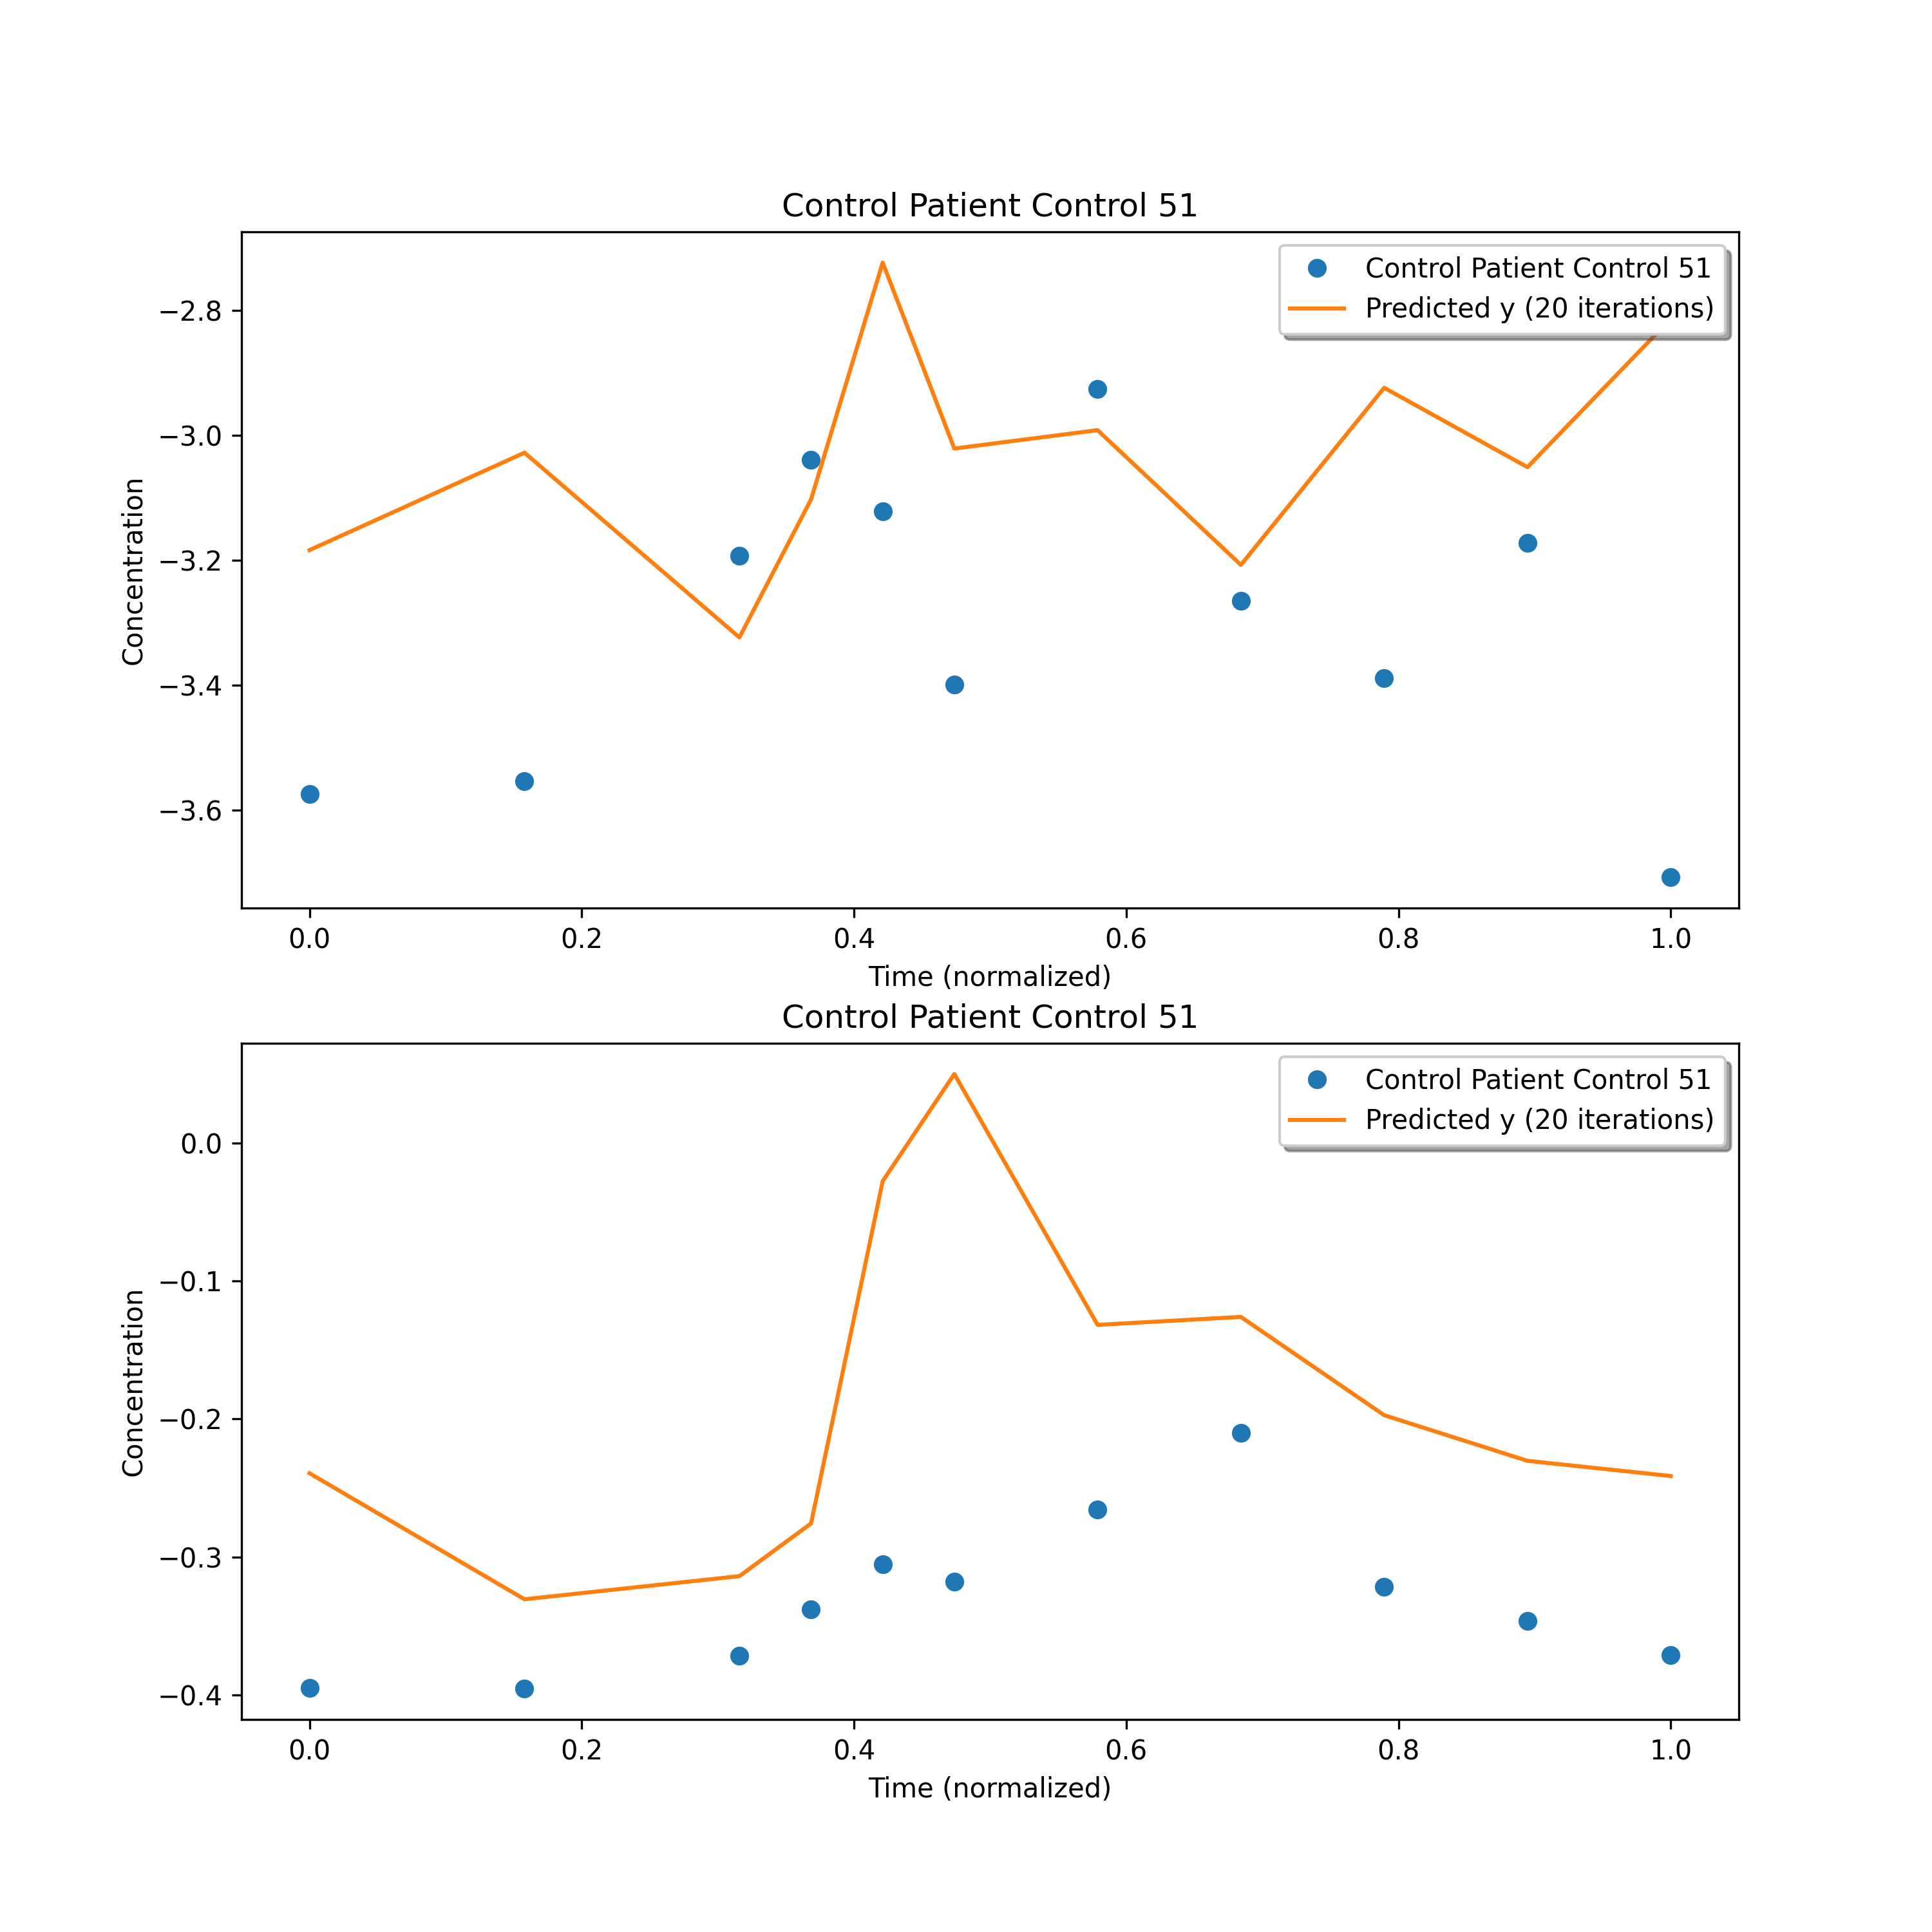 Control Patient Control 51
Control Patient Control 51
Predicted y (20 iterations)
−2.8
−3.0
−3.2
−3.4
−3.6
Concentration
0.0 0.2 0.4 0.6 0.8 1.0
Time (normalized)
Control Patient Control 51
Control Patient Control 51
Predicted y (20 iterations)
0.0
−0.1
−0.2
−0.3
−0.4
Concentration
0.0 0.2 0.4 0.6 0.8 1.0
Time (normalized)